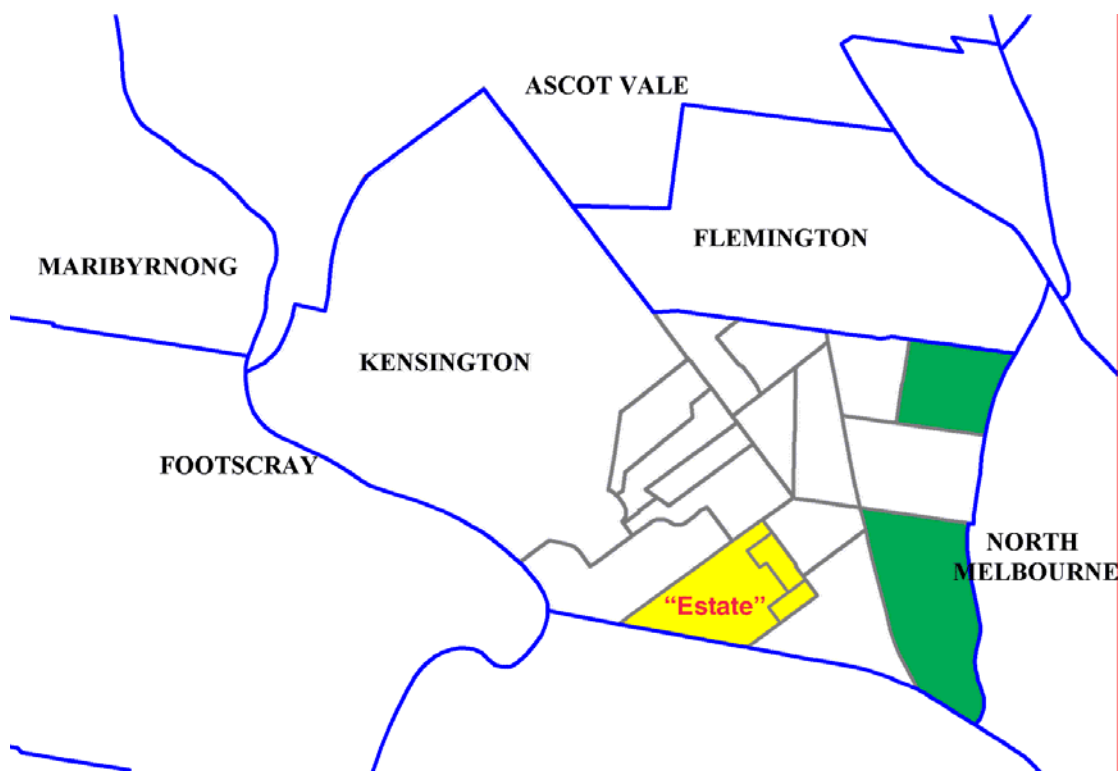 ASCOT VALE
FLEMINGTON
MARIBYRNONG
KENSINGTON
FOOTSCRAY
NORTH
MELBOURNE
“Estate”